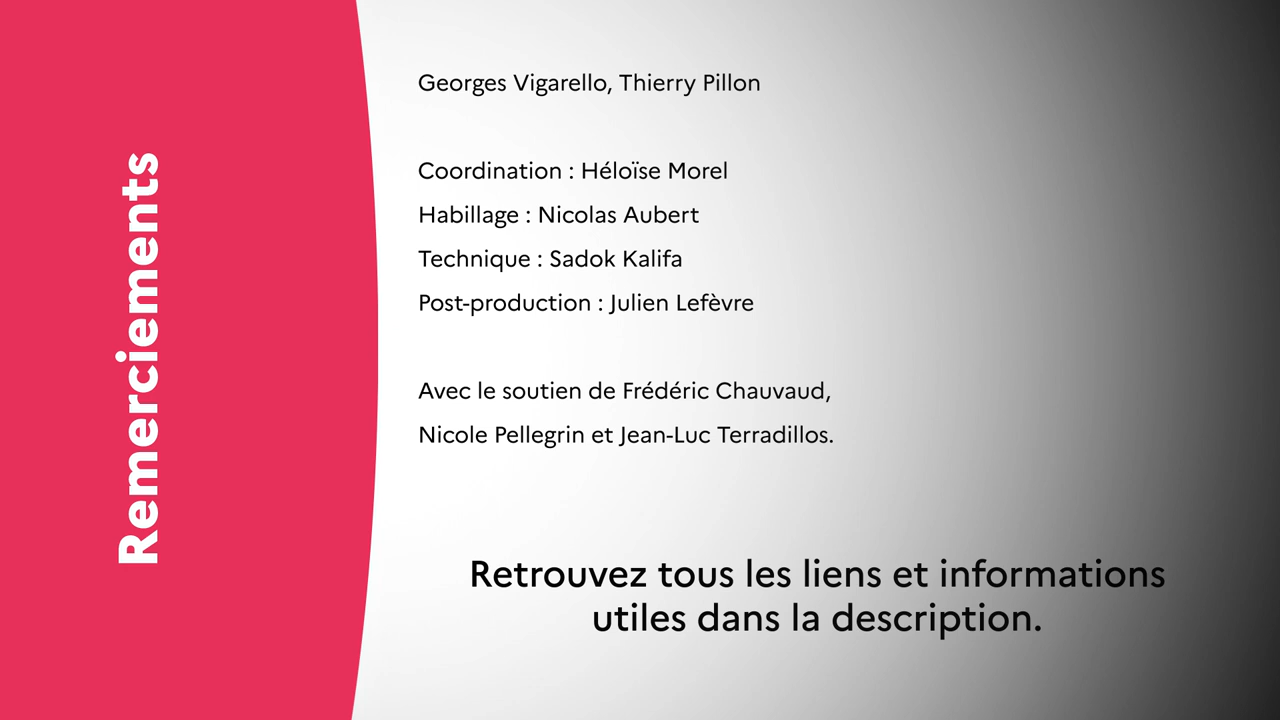 Remerciements
Georges Vigarello, Thierry Pillon
Coordination : Héloïse Morel
Habillage : Nicolas Aubert
Technique : Sadok Kalifa
Post-production : Julien Lefèvre
Avec le soutien de Frédéric Chauvaud,
Nicole Pellegrin et Jean-Luc Terradillos.
Retrouvez tous les liens et informations
utiles dans la description.